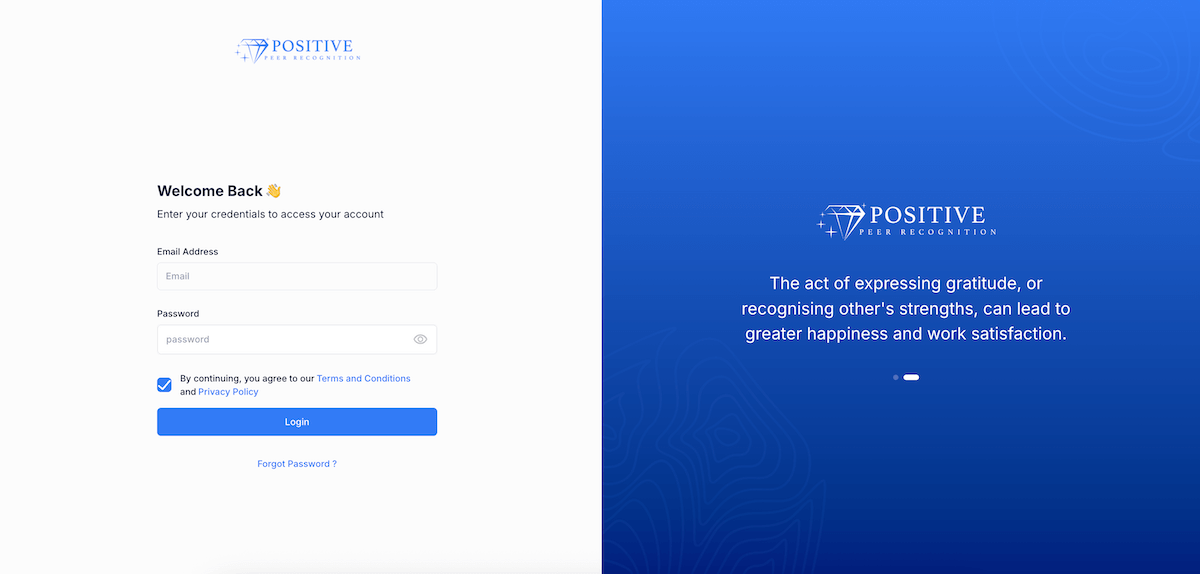 POSITIVE
PEER RECOGNITION
Welcome Back 👋
Enter your credentials to access your account
Email Address
Email
Password
password
By continuing, you agree to our Terms and Conditions
and Privacy Policy
Login
Forgot Password ?
POSITIVE
PEER RECOGNITION
The act of expressing gratitude, or
recognising other's strengths, can lead to
greater happiness and work satisfaction.